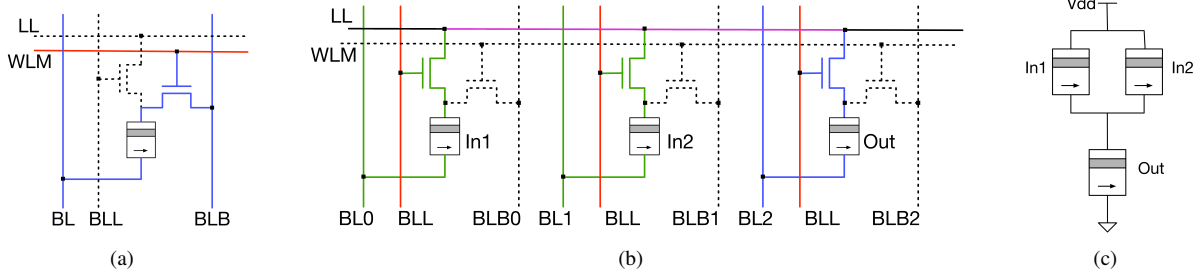 LL
WLM
BL
BLL
BLB
(a)
LL
WLM
In1
In2
Out
BL0
BLL
BLB0
BL1
BLL
BLB1
BL2
BLL
BLB2
(b)
Vdd
In1
In2
Out
(c)